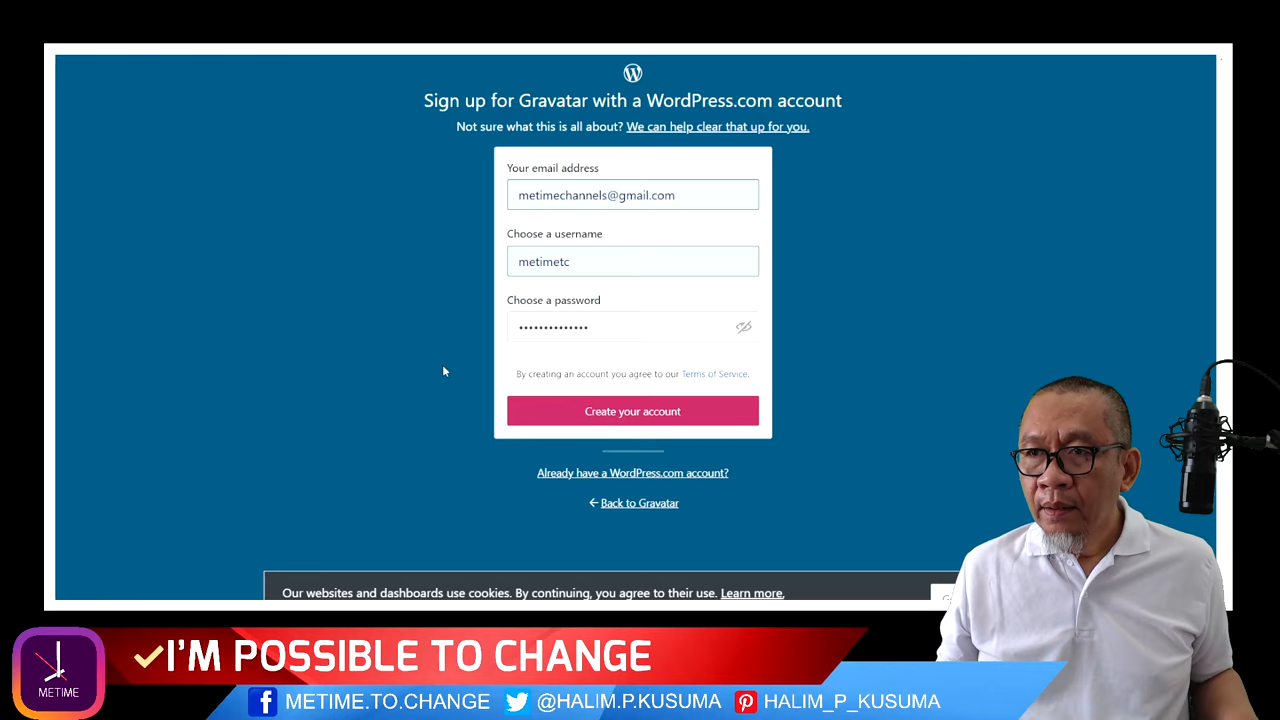 Sign up for Gravatar with a WordPress.com account
Not sure what this is all about? We can help clear that up for you.
Your email address
metimechannels@gmail.com
Choose a username
metimetc
Choose a password
••••••••••••••
By creating an account you agree to our Terms of Service.
Create your account
Already have a WordPress.com account?
← Back to Gravatar
Our websites and dashboards use cookies. By continuing, you agree to their use. Learn more.
I'M POSSIBLE TO CHANGE
METIME
METIME.TO.CHANGE @HALIM.P.KUSUMA HALIM_P_KUSUMA